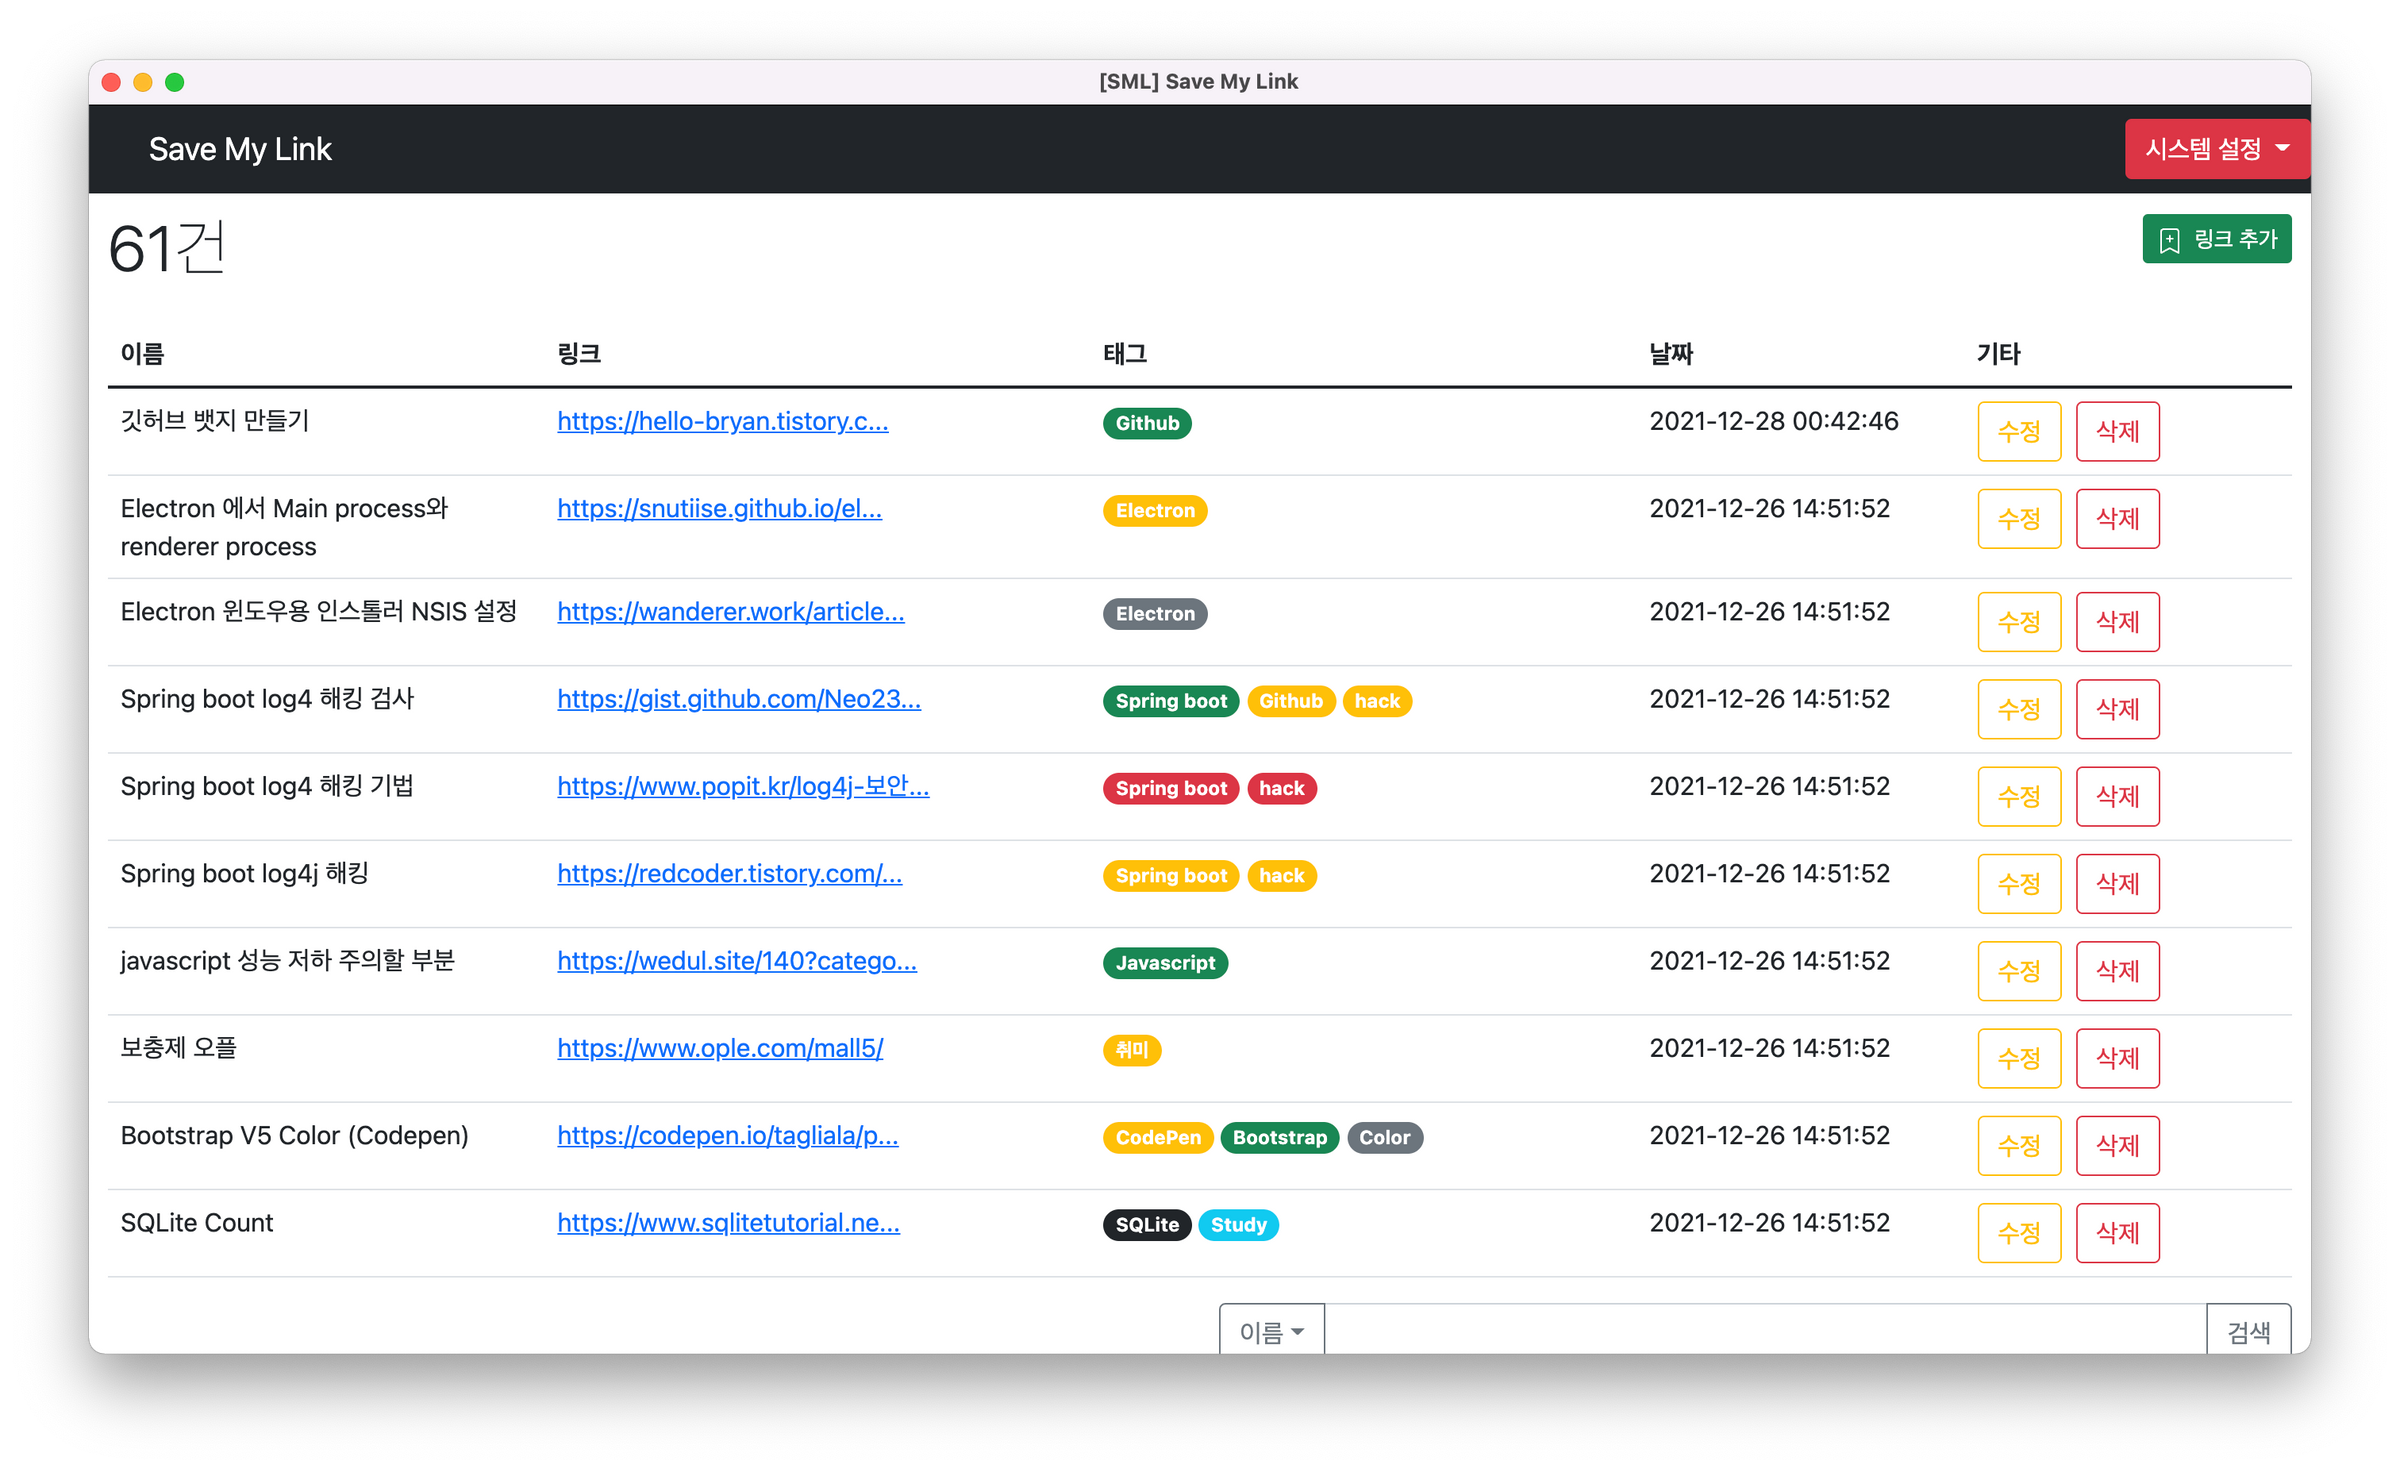 [SML] Save My Link
Save My Link
시스템 설정
61건
링크 추가
이름 링크 태그 날짜 기타
깃허브 뱃지 만들기 https://hello-bryan.tistory.c... Github 2021-12-28 00:42:46 수정 삭제
Electron 에서 Main process와 https://snutiise.github.io/el... Electron 2021-12-26 14:51:52 수정 삭제
renderer process
Electron 윈도우용 인스톨러 NSIS 설정 https://wanderer.work/article... Electron 2021-12-26 14:51:52 수정 삭제
Spring boot log4 해킹 검사 https://gist.github.com/Neo23... Spring boot Github hack 2021-12-26 14:51:52 수정 삭제
Spring boot log4 해킹 기법 https://www.popit.kr/log4j-보안... Spring boot hack 2021-12-26 14:51:52 수정 삭제
Spring boot log4j 해킹 https://redcoder.tistory.com/... Spring boot hack 2021-12-26 14:51:52 수정 삭제
javascript 성능 저하 주의할 부분 https://wedul.site/140?catego... Javascript 2021-12-26 14:51:52 수정 삭제
보충제 오플 https://www.ople.com/mall5/ 취미 2021-12-26 14:51:52 수정 삭제
Bootstrap V5 Color (Codepen) https://codepen.io/tagliala/p... CodePen Bootstrap Color 2021-12-26 14:51:52 수정 삭제
SQLite Count https://www.sqlitetutorial.ne... SQLite Study 2021-12-26 14:51:52 수정 삭제
이름 검색